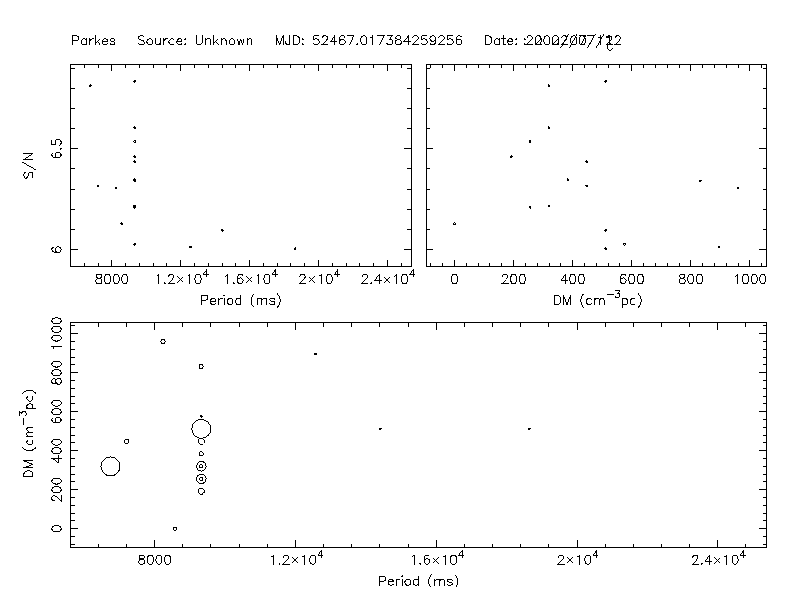 Parkes Source: Unknown MJD: 52467.017384259256 Date:
S/N
6.5
6
8000 1.2×10⁴ 1.6×10⁴ 2×10⁴ 2.4×10⁴
Period (ms)
0 200 400 600 800 1000
DM (cm⁻³pc)
DM (cm⁻³pc)
1000
800
600
400
200
0
8000 1.2×10⁴ 1.6×10⁴ 2×10⁴ 2.4×10⁴
Period (ms)